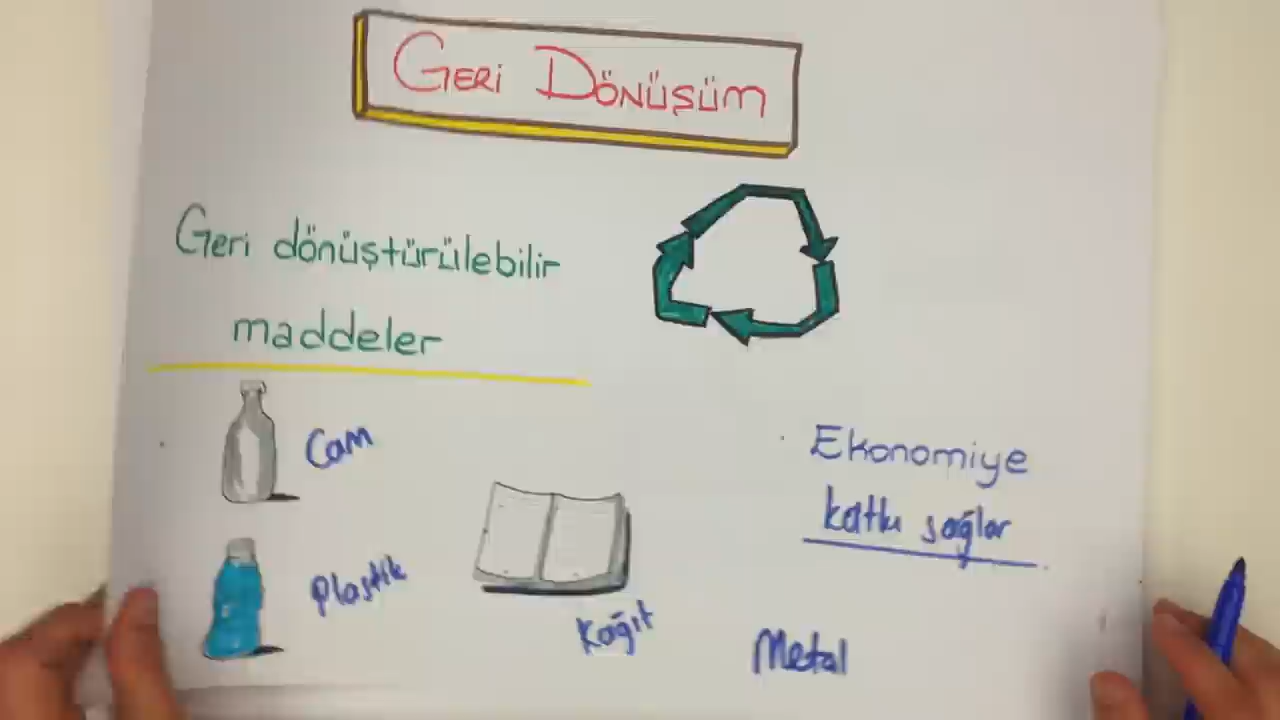 GERİ DÖNÜŞÜM
Geri dönüştürülebilir
maddeler
Cam
Plastik
Kağıt
Metal
Ekonomiye
katkı sağlar